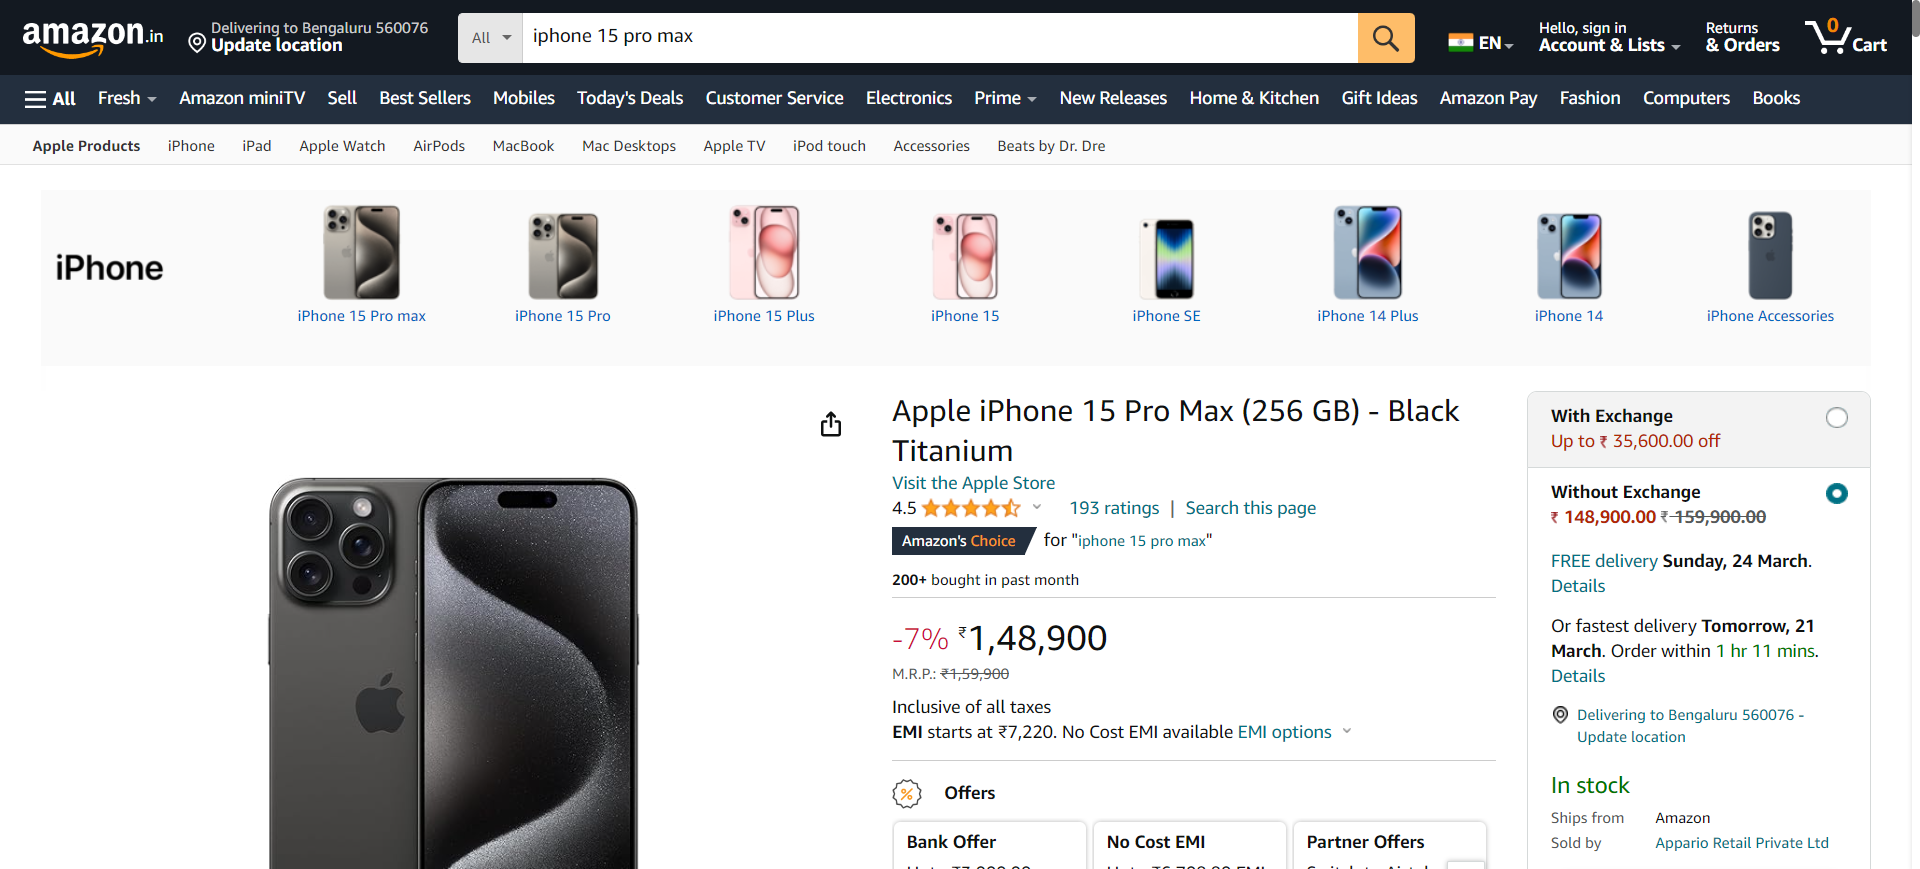 amazon.in
Delivering to Bengaluru 560076
Update location
All
iphone 15 pro max
EN
Hello, sign in
Account & Lists
Returns
& Orders
0
Cart
All Fresh Amazon miniTV Sell Best Sellers Mobiles Today's Deals Customer Service Electronics Prime New Releases Home & Kitchen Gift Ideas Amazon Pay Fashion Computers Books
Apple Products iPhone iPad Apple Watch AirPods MacBook Mac Desktops Apple TV iPod touch Accessories Beats by Dr. Dre
iPhone
iPhone 15 Pro max iPhone 15 Pro iPhone 15 Plus iPhone 15 iPhone SE iPhone 14 Plus iPhone 14 iPhone Accessories
Apple iPhone 15 Pro Max (256 GB) - Black
Titanium
Visit the Apple Store
4.5 193 ratings | Search this page
Amazon's Choice for "iphone 15 pro max"
200+ bought in past month
-7% ₹1,48,900
M.R.P.: ₹1,59,900
Inclusive of all taxes
EMI starts at ₹7,220. No Cost EMI available EMI options
% Offers
Bank Offer
No Cost EMI
Partner Offers
With Exchange
Up to ₹ 35,600.00 off
Without Exchange
₹ 148,900.00 ₹ 159,900.00
FREE delivery Sunday, 24 March.
Details
Or fastest delivery Tomorrow, 21
March. Order within 1 hr 11 mins.
Details
Delivering to Bengaluru 560076 -
Update location
In stock
Ships from Amazon
Sold by Appario Retail Private Ltd